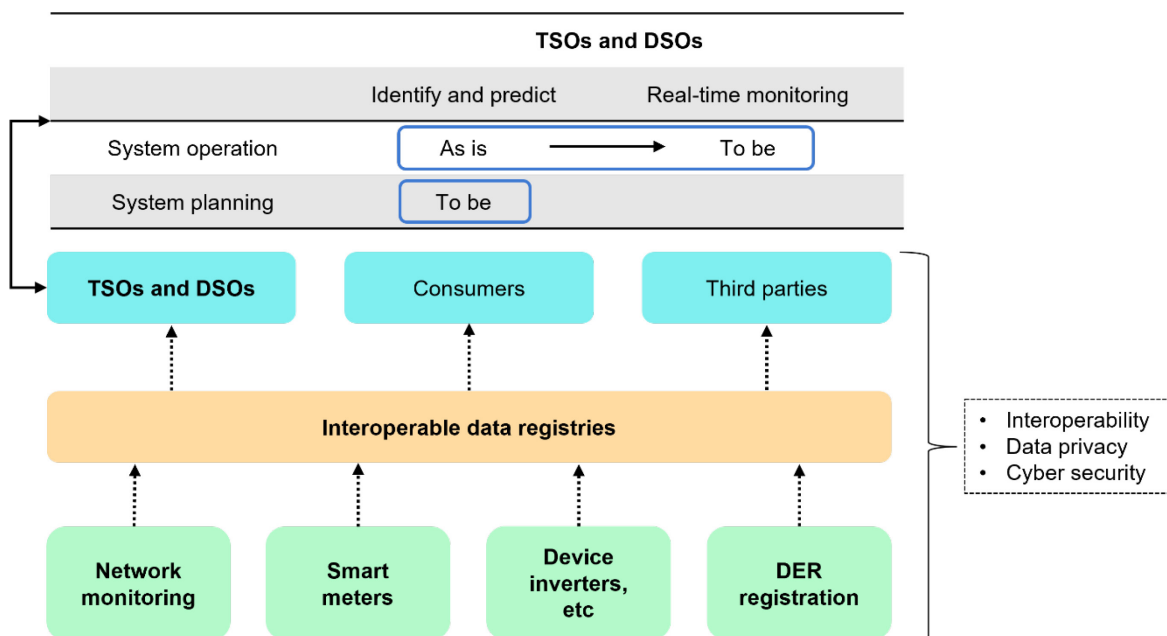 TSOs and DSOs
Identify and predict Real-time monitoring
System operation As is To be
System planning To be
TSOs and DSOs Consumers Third parties
Interoperable data registries
• Interoperability
• Data privacy
• Cyber security
Network monitoring
Smart meters
Device inverters, etc
DER registration